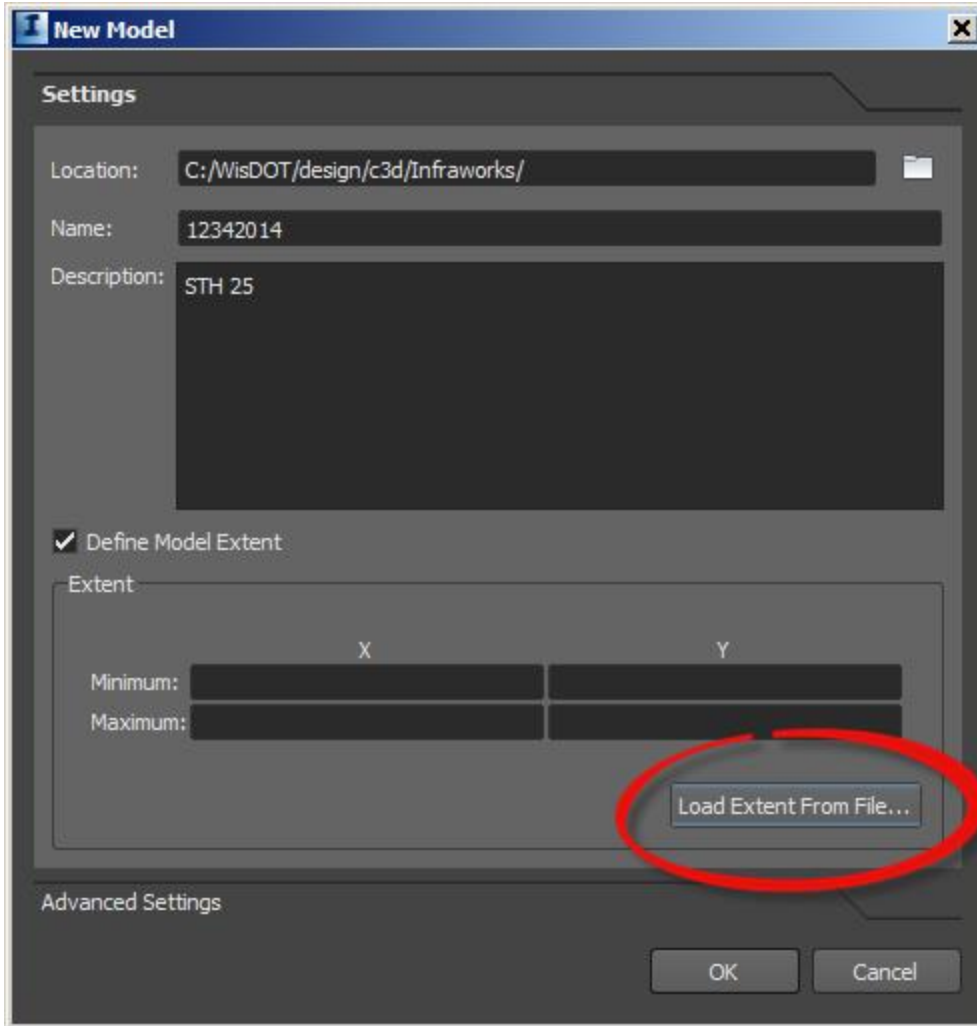 New Model
Settings
Location: C:/WisDOT/design/c3d/Infraworks/
Name: 12342014
Description: STH 25
Define Model Extent
Extent
X Y
Minimum:
Maximum:
Load Extent From File...
Advanced Settings
OK Cancel